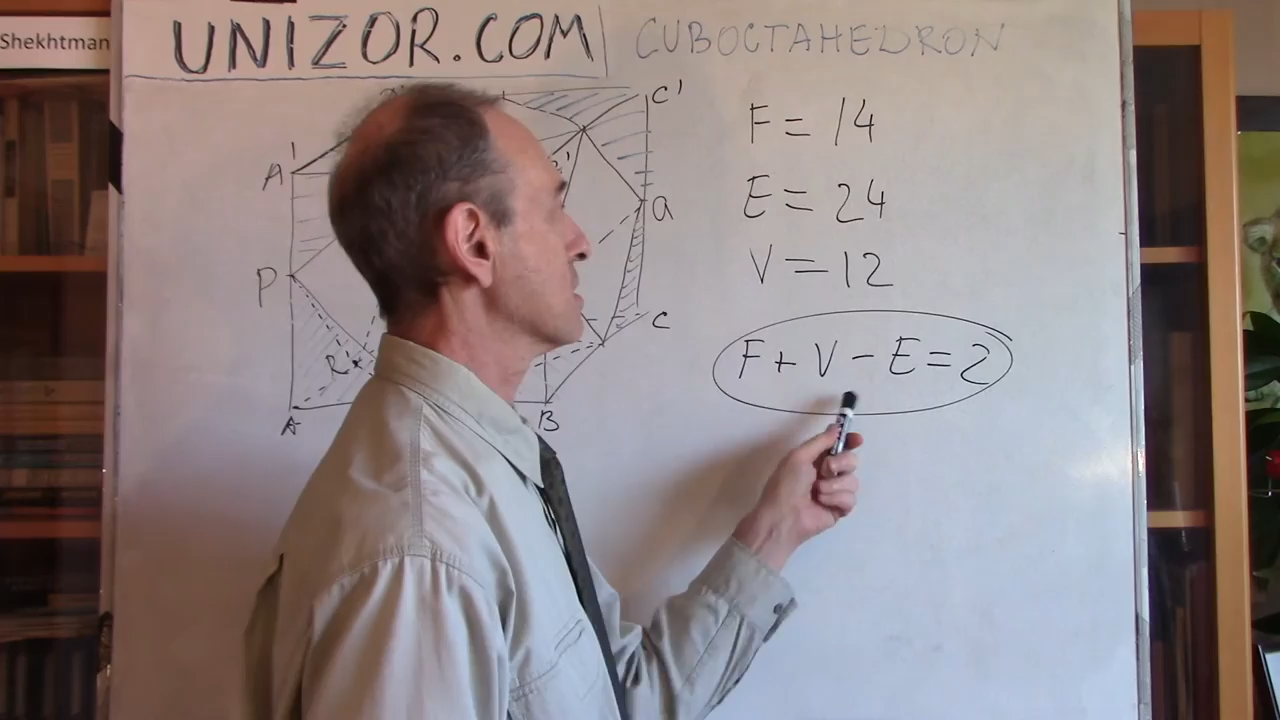 Shekhtman
UNIZOR.COM
CUBOCTAHEDRON
C'
A'
F = 14
a
E = 24
P
V = 12
C
R
F + V - E = 2
A
B